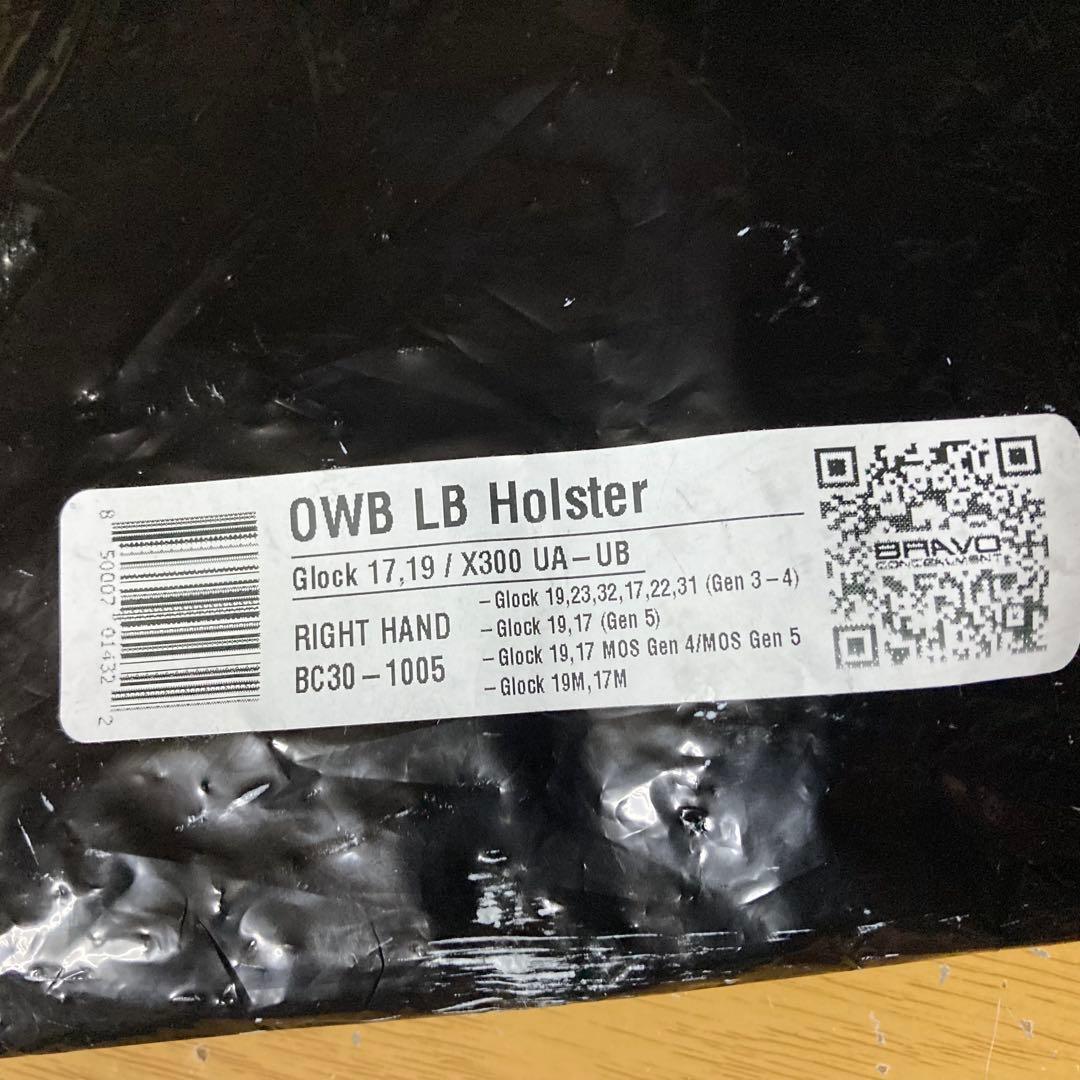 OWB LB Holster
Glock 17,19 / X300 UA-UB
RIGHT HAND
BC30-1005
-Glock 19,23,32,17,22,31 (Gen 3-4)
-Glock 19,17 (Gen 5)
-Glock 19,17 MOS Gen 4/MOS Gen 5
-Glock 19M,17M
8 50007 01432 2
BRAVO
CONCEALMENT